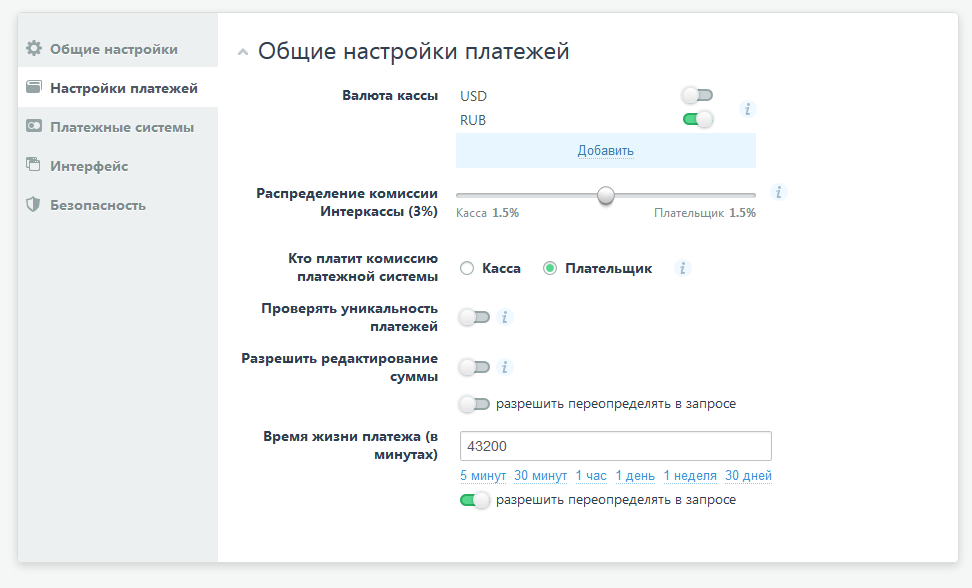 Общие настройки
Настройки платежей
Платежные системы
Интерфейс
Безопасность
Общие настройки платежей
Валюта кассы
USD
RUB
i
Добавить
Распределение комиссии
Интеркассы (3%)
i
Касса 1.5%
Плательщик 1.5%
Кто платит комиссию
платежной системы
Касса
Плательщик
i
Проверять уникальность
платежей
i
Разрешить редактирование
суммы
i
разрешить переопределять в запросе
Время жизни платежа (в
минутах)
43200
5 минут 30 минут 1 час 1 день 1 неделя 30 дней
разрешить переопределять в запросе